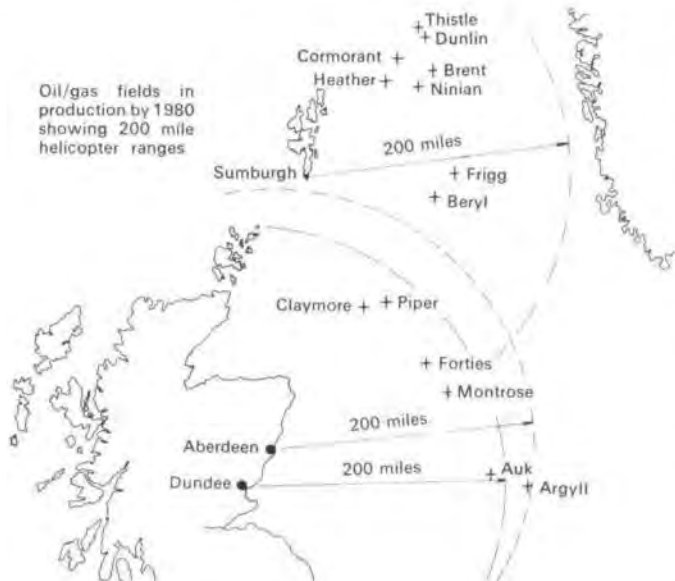 Thistle
Dunlin
Cormorant
Brent
Heather
Ninian
Oil/gas fields in
production by 1980
showing 200 mile
helicopter ranges
200 miles
Sumburgh
Frigg
Beryl
Claymore
Piper
Forties
Montrose
200 miles
Aberdeen
200 miles
Auk
Dundee
Argyll